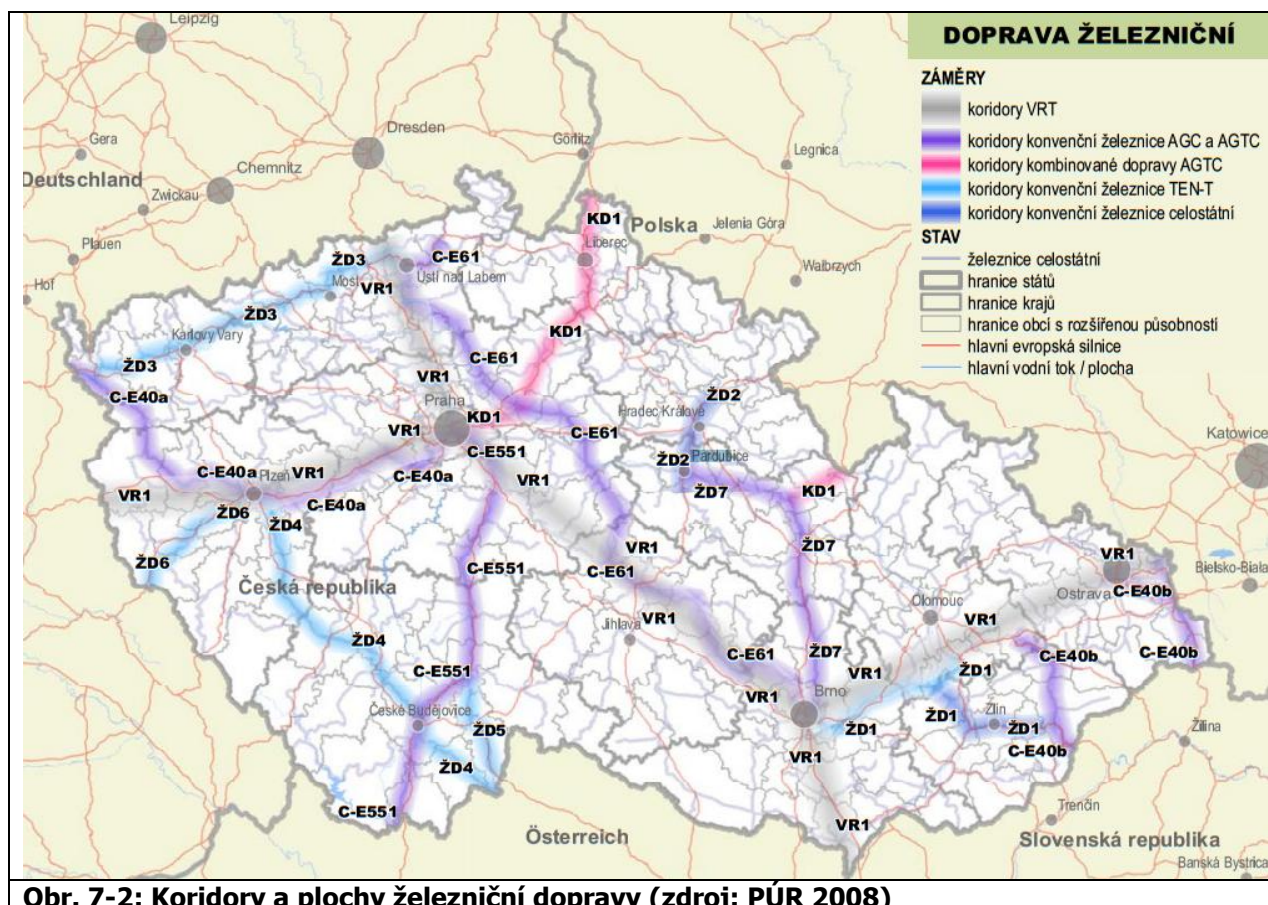 DOPRAVA ŽELEZNIČNÍ
ZÁMĚRY
koridory VRT
koridory konvenční železnice AGC a AGTC
koridory kombinované dopravy AGTC
koridory konvenční železnice TEN-T
koridory konvenční železnice celostátní
STAV
železnice celostátní
hranice států
hranice krajů
hranice obcí s rozšířenou působností
hlavní evropská silnice
hlavní vodní tok / plocha
Leipzig
Dresden
Görlitz
Legnica
Gera
Deutschland
Chemnitz
Zwickau
Plauen
Hof
Polska
Jelenia Góra
Wałbrzych
KD1
Liberec
ŽD3
C-E61
Ústí nad Labem
Most
VR1
ŽD3
KD1
Karlovy Vary
ŽD3
C-E61
C-E40a
VR1
Praha
KD1
VR1
C-E61
Hradec Králové
ŽD2
Katowice
C-E551
Pardubice
ŽD2
C-E40a
Plzeň
VR1
C-E40a
VR1
ŽD7
KD1
VR1
C-E40a
ŽD6
ŽD4
VR1
C-E61
ŽD7
VR1
Ostrava
Bielsko-Biala
C-E40b
ŽD6
Česká republika
C-E551
Olomouc
VR1
Jihlava
VR1
ŽD4
C-E61
ŽD7
C-E40b
C-E40b
C-E551
VR1
VR1
Brno
ŽD1
České Budějovice
ŽD5
ŽD1
ŽD1
Zlín
ŽD1
C-E40b
Žilina
ŽD4
VR1
C-E551
VR1
Trenčín
Österreich
Slovenská republika
Banská Bystrica
Obr. 7-2: Koridory a plochy železniční dopravy (zdroj: PÚR 2008)